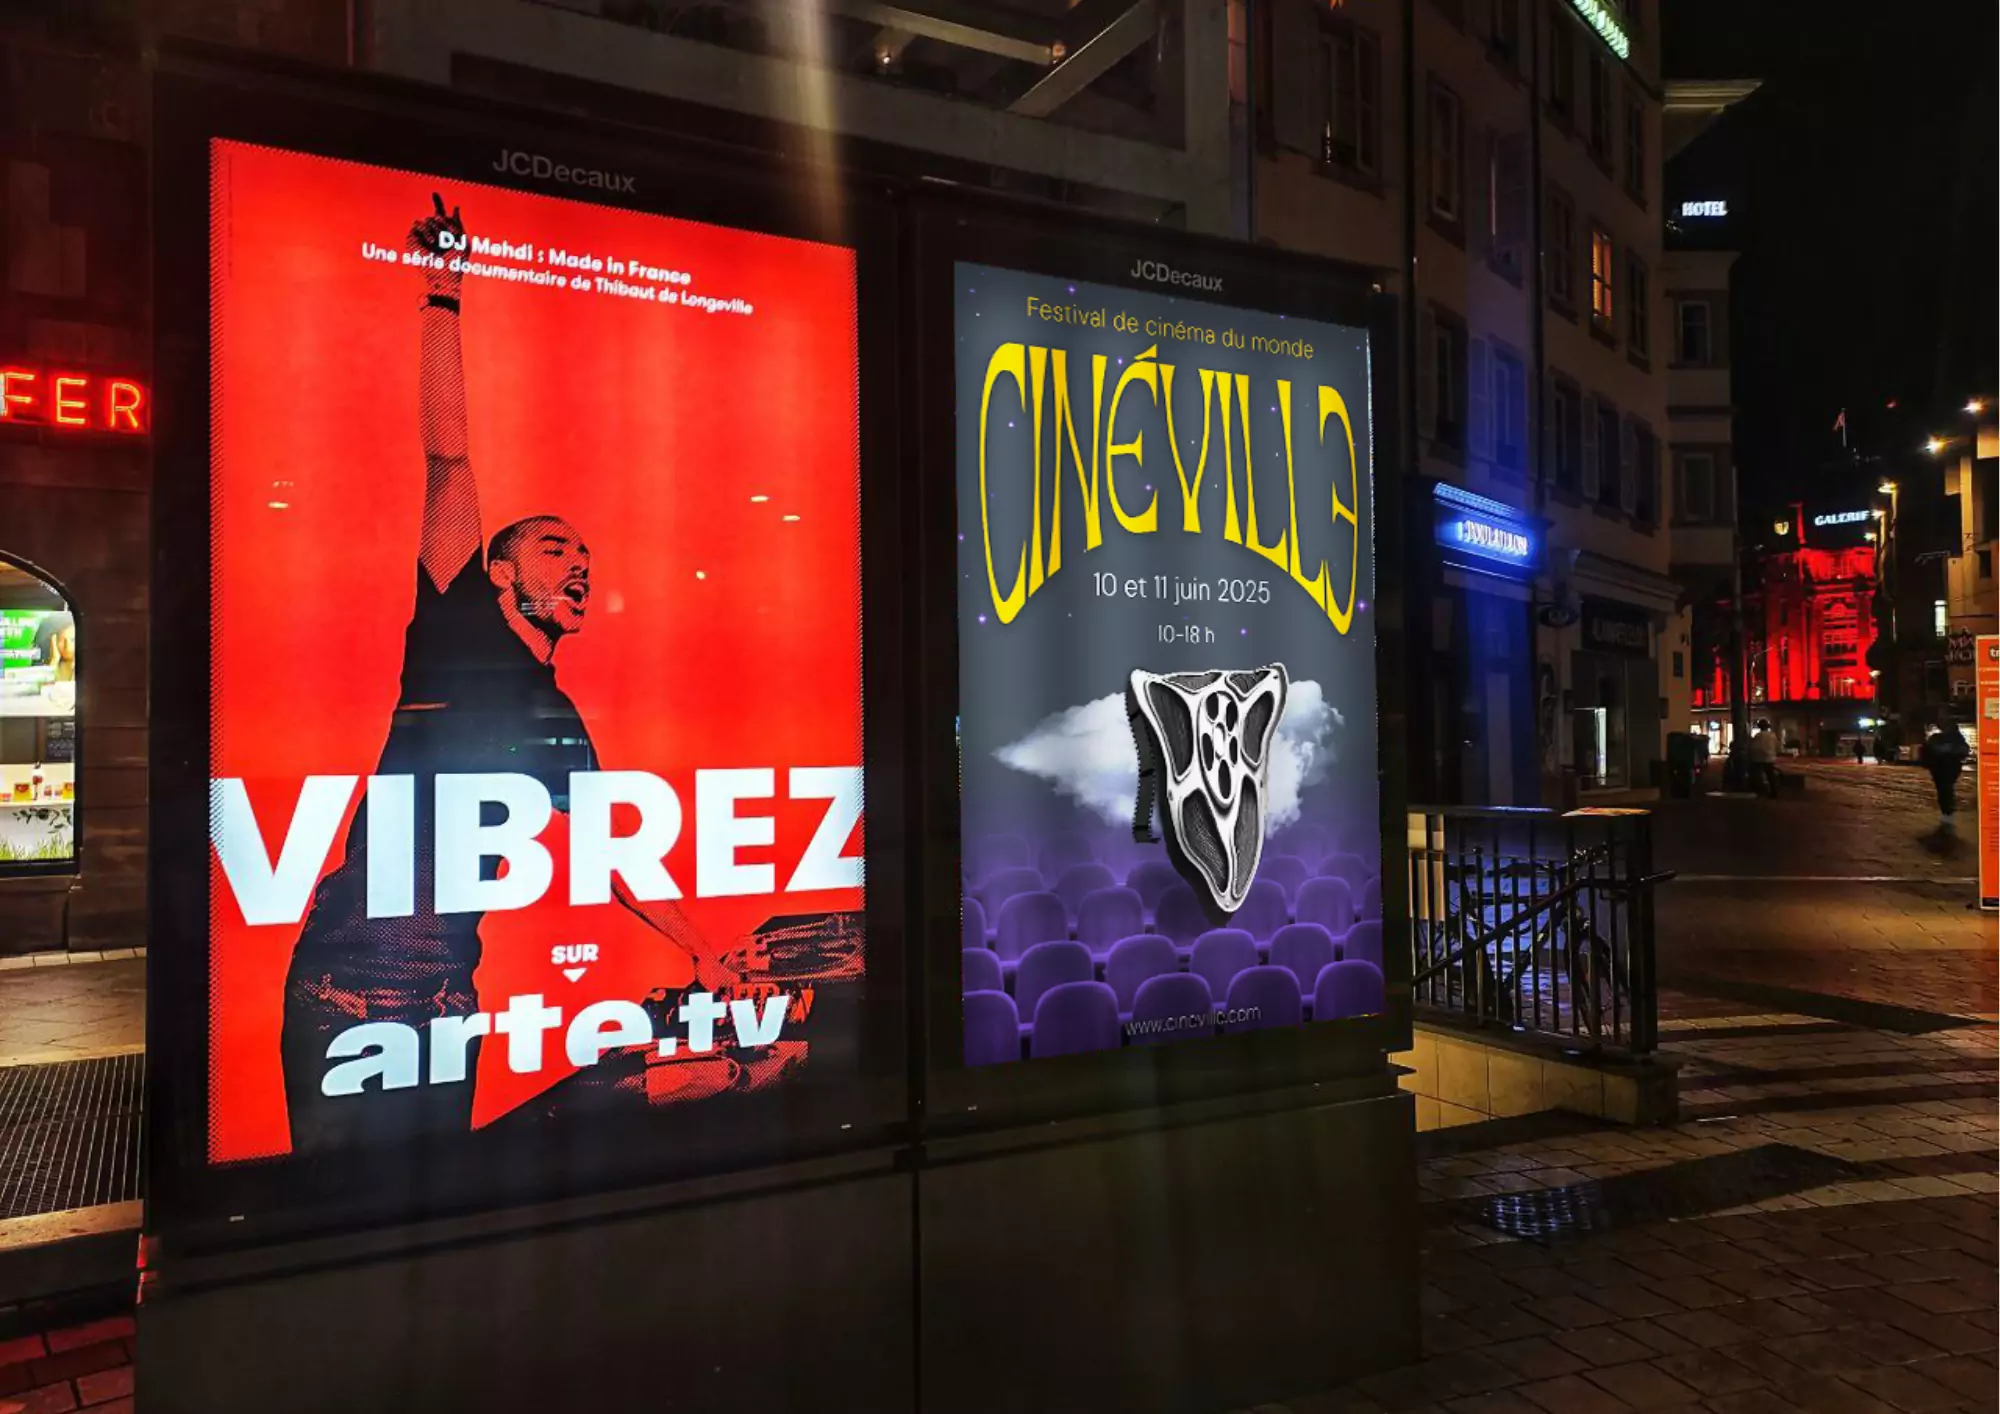 JCDecaux
DJ Mehdi : Made in France
Une série documentaire de Thibaut de Longeville
VIBREZ
SUR
arte.tv
JCDecaux
Festival de cinéma du monde
CINÉVILLE
10 et 11 juin 2025
10-18 h
www.cineville.com
FER
HOTEL
GALERIE